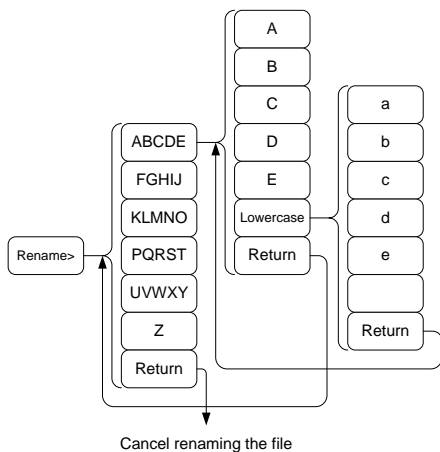 Rename>
ABCDE
FGHIJ
KLMNO
PQRST
UVWXY
Z
Return
A
B
C
D
E
Lowercase
Return
a
b
c
d
e
Return
Cancel renaming the file